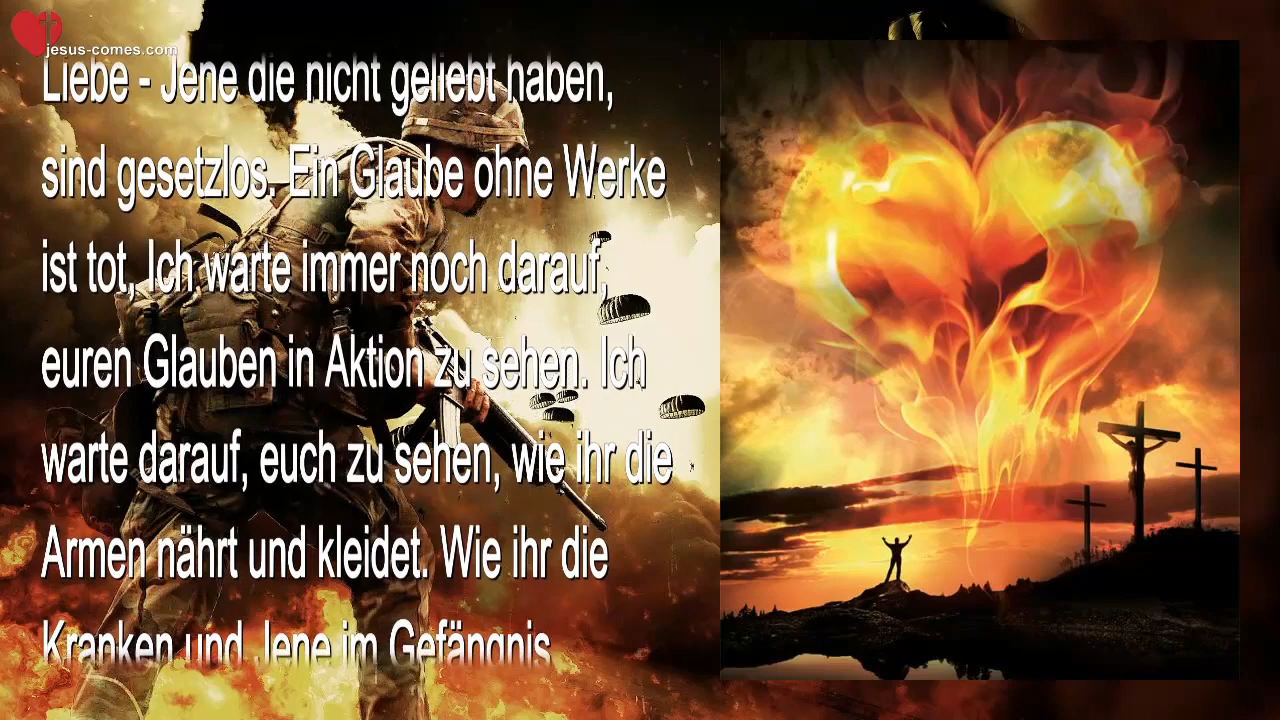 jesus-comes.com
Liebe - Jene die nicht geliebt haben,
sind gesetzlos. Ein Glaube ohne Werke
ist tot, Ich warte immer noch darauf,
euren Glauben in Aktion zu sehen. Ich
warte darauf, euch zu sehen, wie ihr die
Armen nährt und kleidet. Wie ihr die
Kranken und Jene im Gefängnis